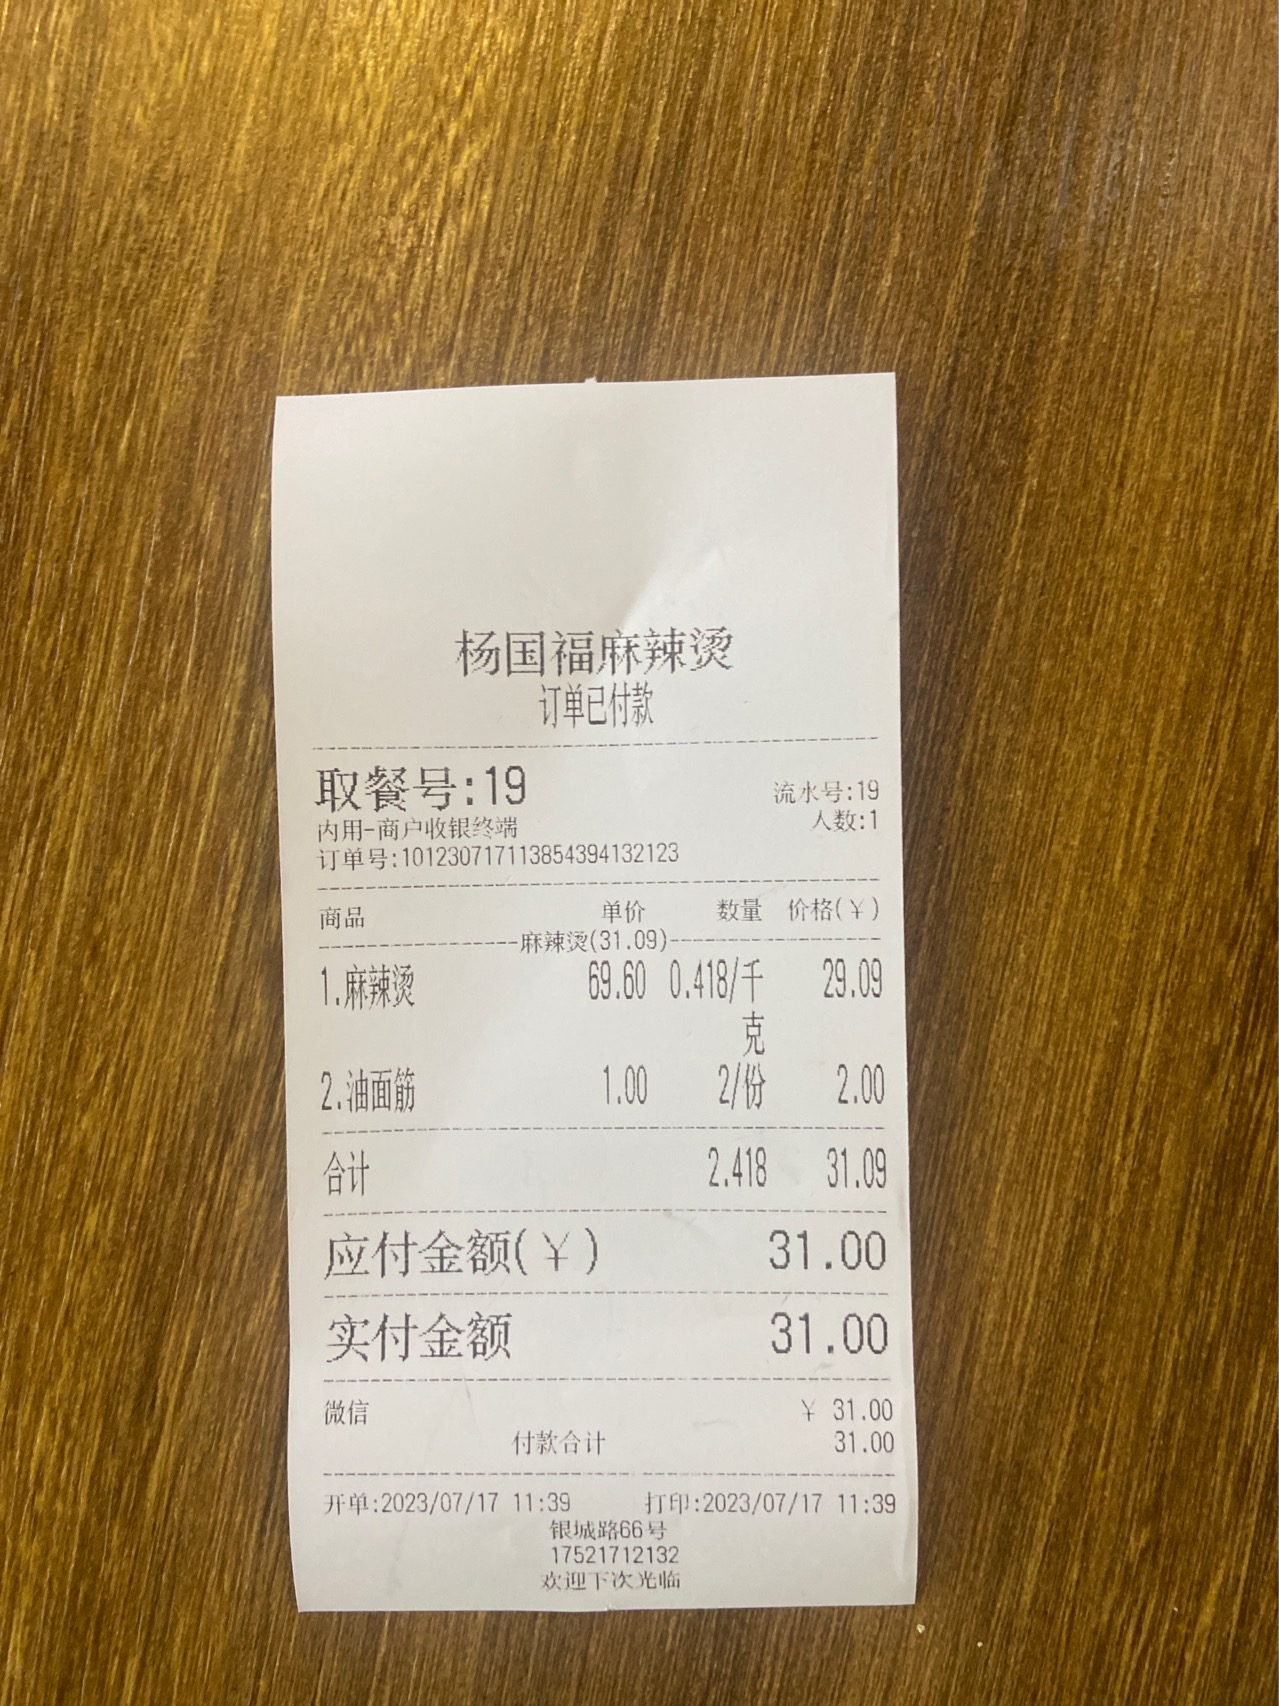 杨国福麻辣烫
订单已付款
取餐号:19 流水号:19
内用-商户收银终端 人数:1
订单号:101230717113854394132123
商品 单价 数量 价格(¥)
麻辣烫(31.09)
1.麻辣烫 69.60 0.418/千克 29.09
2.油面筋 1.00 2/份 2.00
合计 2.418 31.09
应付金额(¥) 31.00
实付金额 31.00
微信 ¥ 31.00
付款合计 31.00
开单:2023/07/17 11:39 打印:2023/07/17 11:39
银城路66号
17521712132
欢迎下次光临